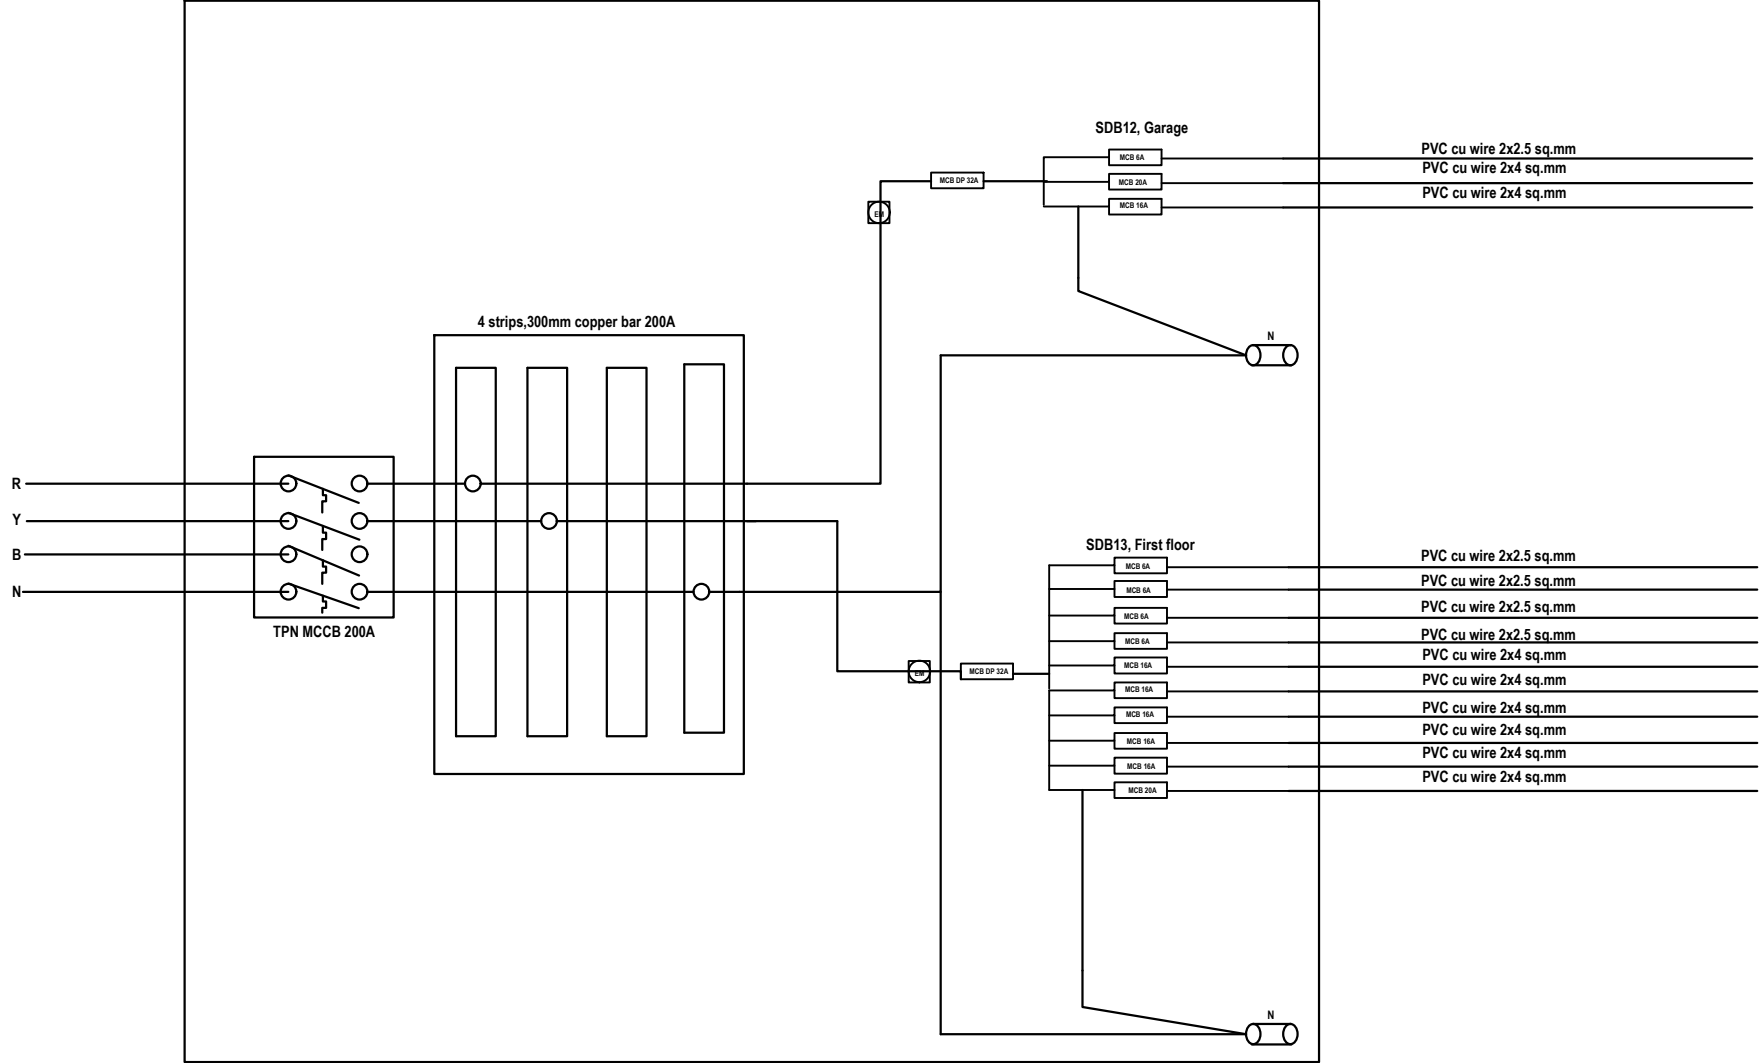 SDB12, Garage
MCB 6A
PVC cu wire 2x2.5 sq.mm
MCB DP 32A
MCB 20A
PVC cu wire 2x4 sq.mm
MCB 16A
PVC cu wire 2x4 sq.mm
EM
4 strips,300mm copper bar 200A
N
R
Y
B
N
TPN MCCB 200A
SDB13, First floor
MCB 6A
PVC cu wire 2x2.5 sq.mm
MCB 6A
PVC cu wire 2x2.5 sq.mm
MCB 6A
PVC cu wire 2x2.5 sq.mm
MCB 6A
PVC cu wire 2x2.5 sq.mm
EM
MCB DP 32A
MCB 16A
PVC cu wire 2x4 sq.mm
MCB 16A
PVC cu wire 2x4 sq.mm
MCB 16A
PVC cu wire 2x4 sq.mm
MCB 16A
PVC cu wire 2x4 sq.mm
MCB 16A
PVC cu wire 2x4 sq.mm
MCB 20A
PVC cu wire 2x4 sq.mm
N